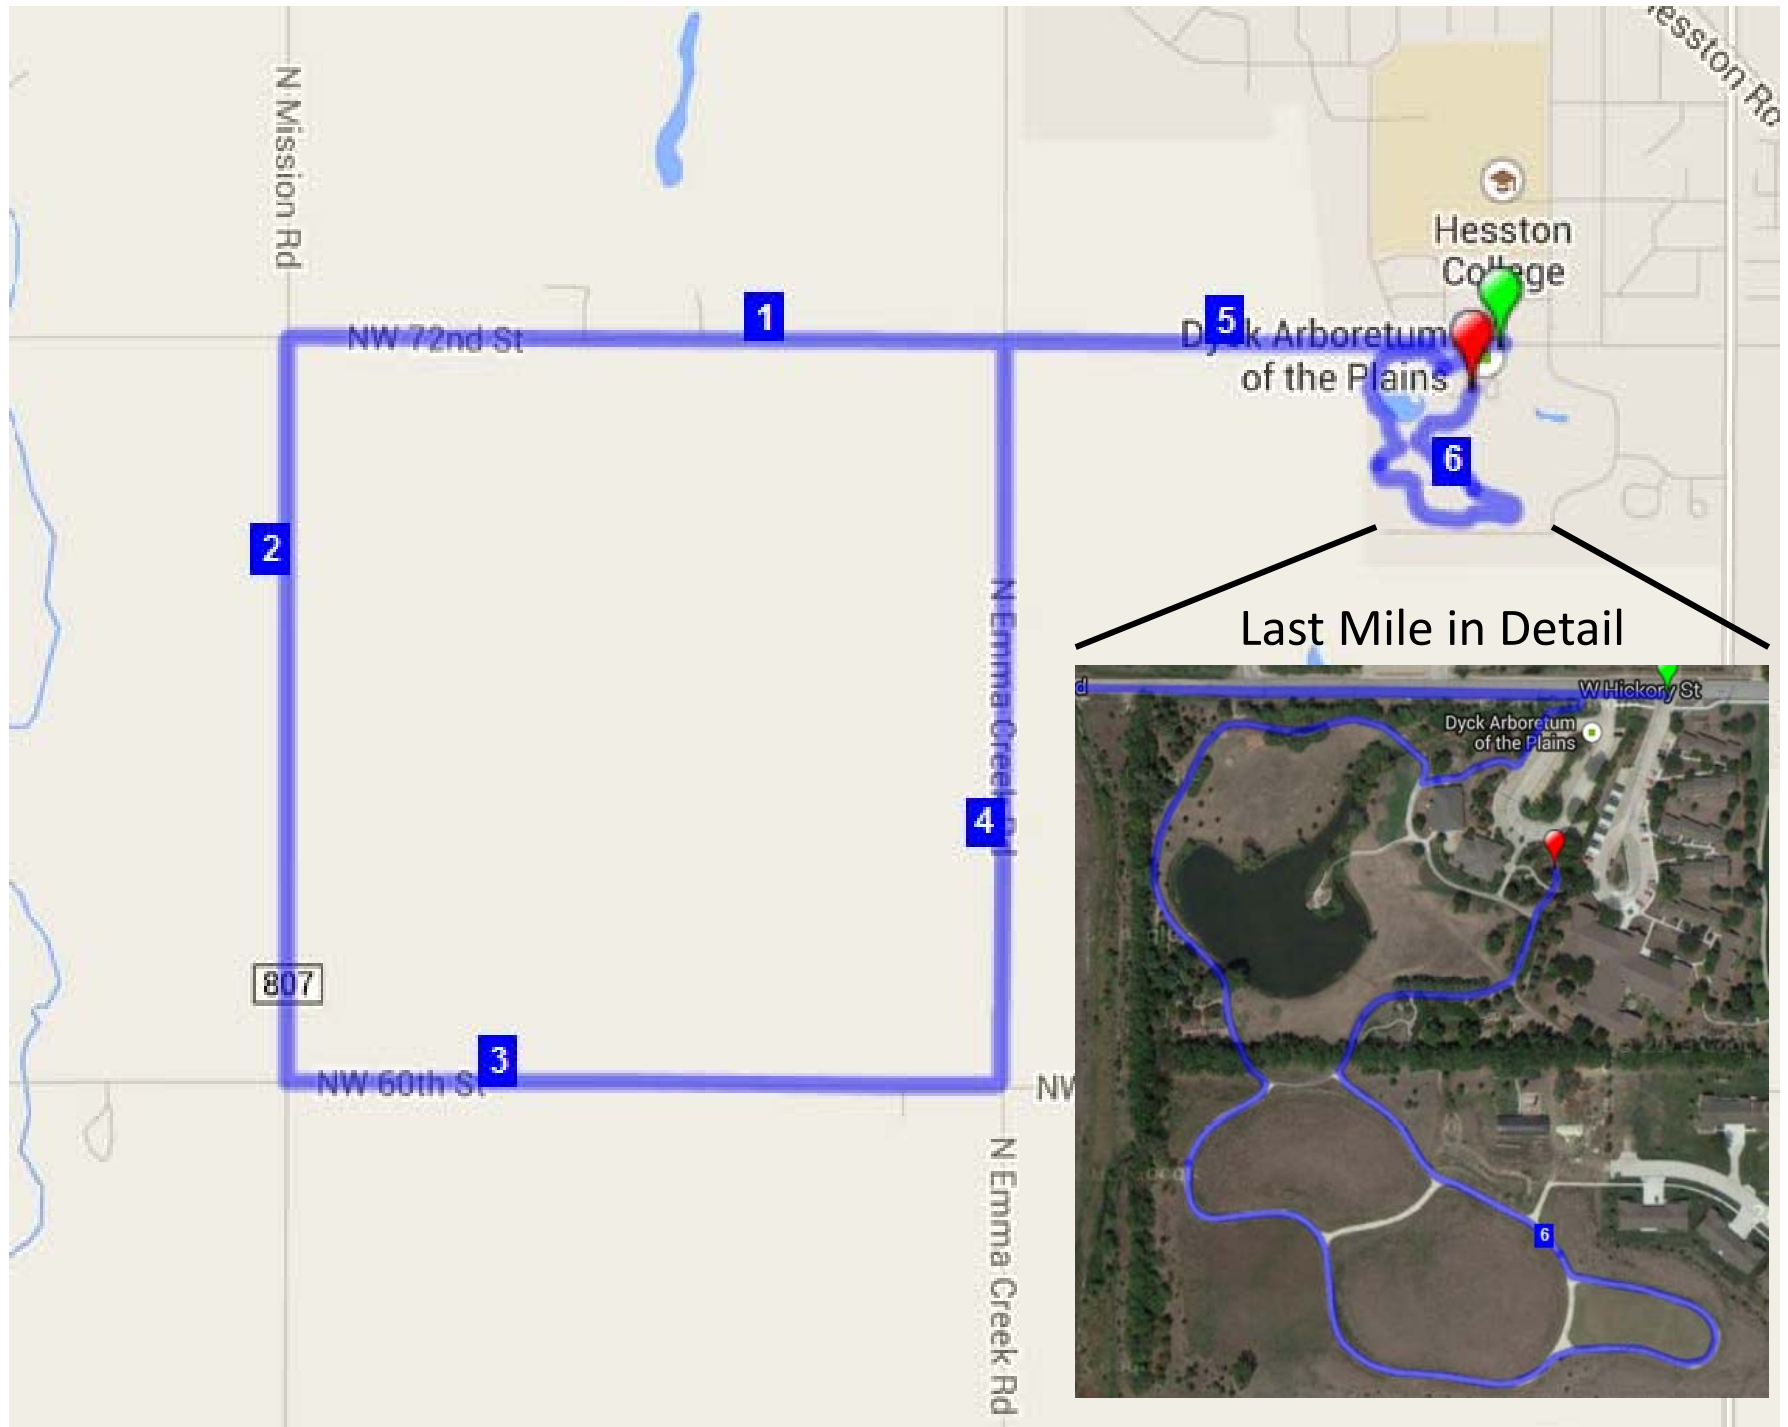 Hesston Ro
N Mission Rd
Hesston
College
1
5
NW 72nd St
Dyck Arboretum
of the Plains
6
2
N Emma Creek Rd
Last Mile in Detail
W Hickory St
Dyck Arboretum
of the Plains
4
807
3
NW 60th St
NW
N Emma Creek Rd
6